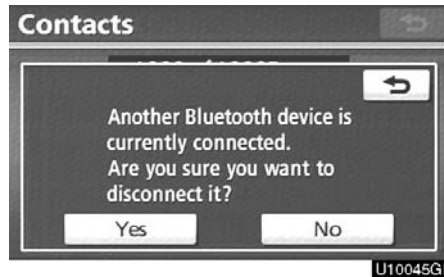 Contacts
Another Bluetooth device is
currently connected.
Are you sure you want to
disconnect it?
Yes
No
U10045G